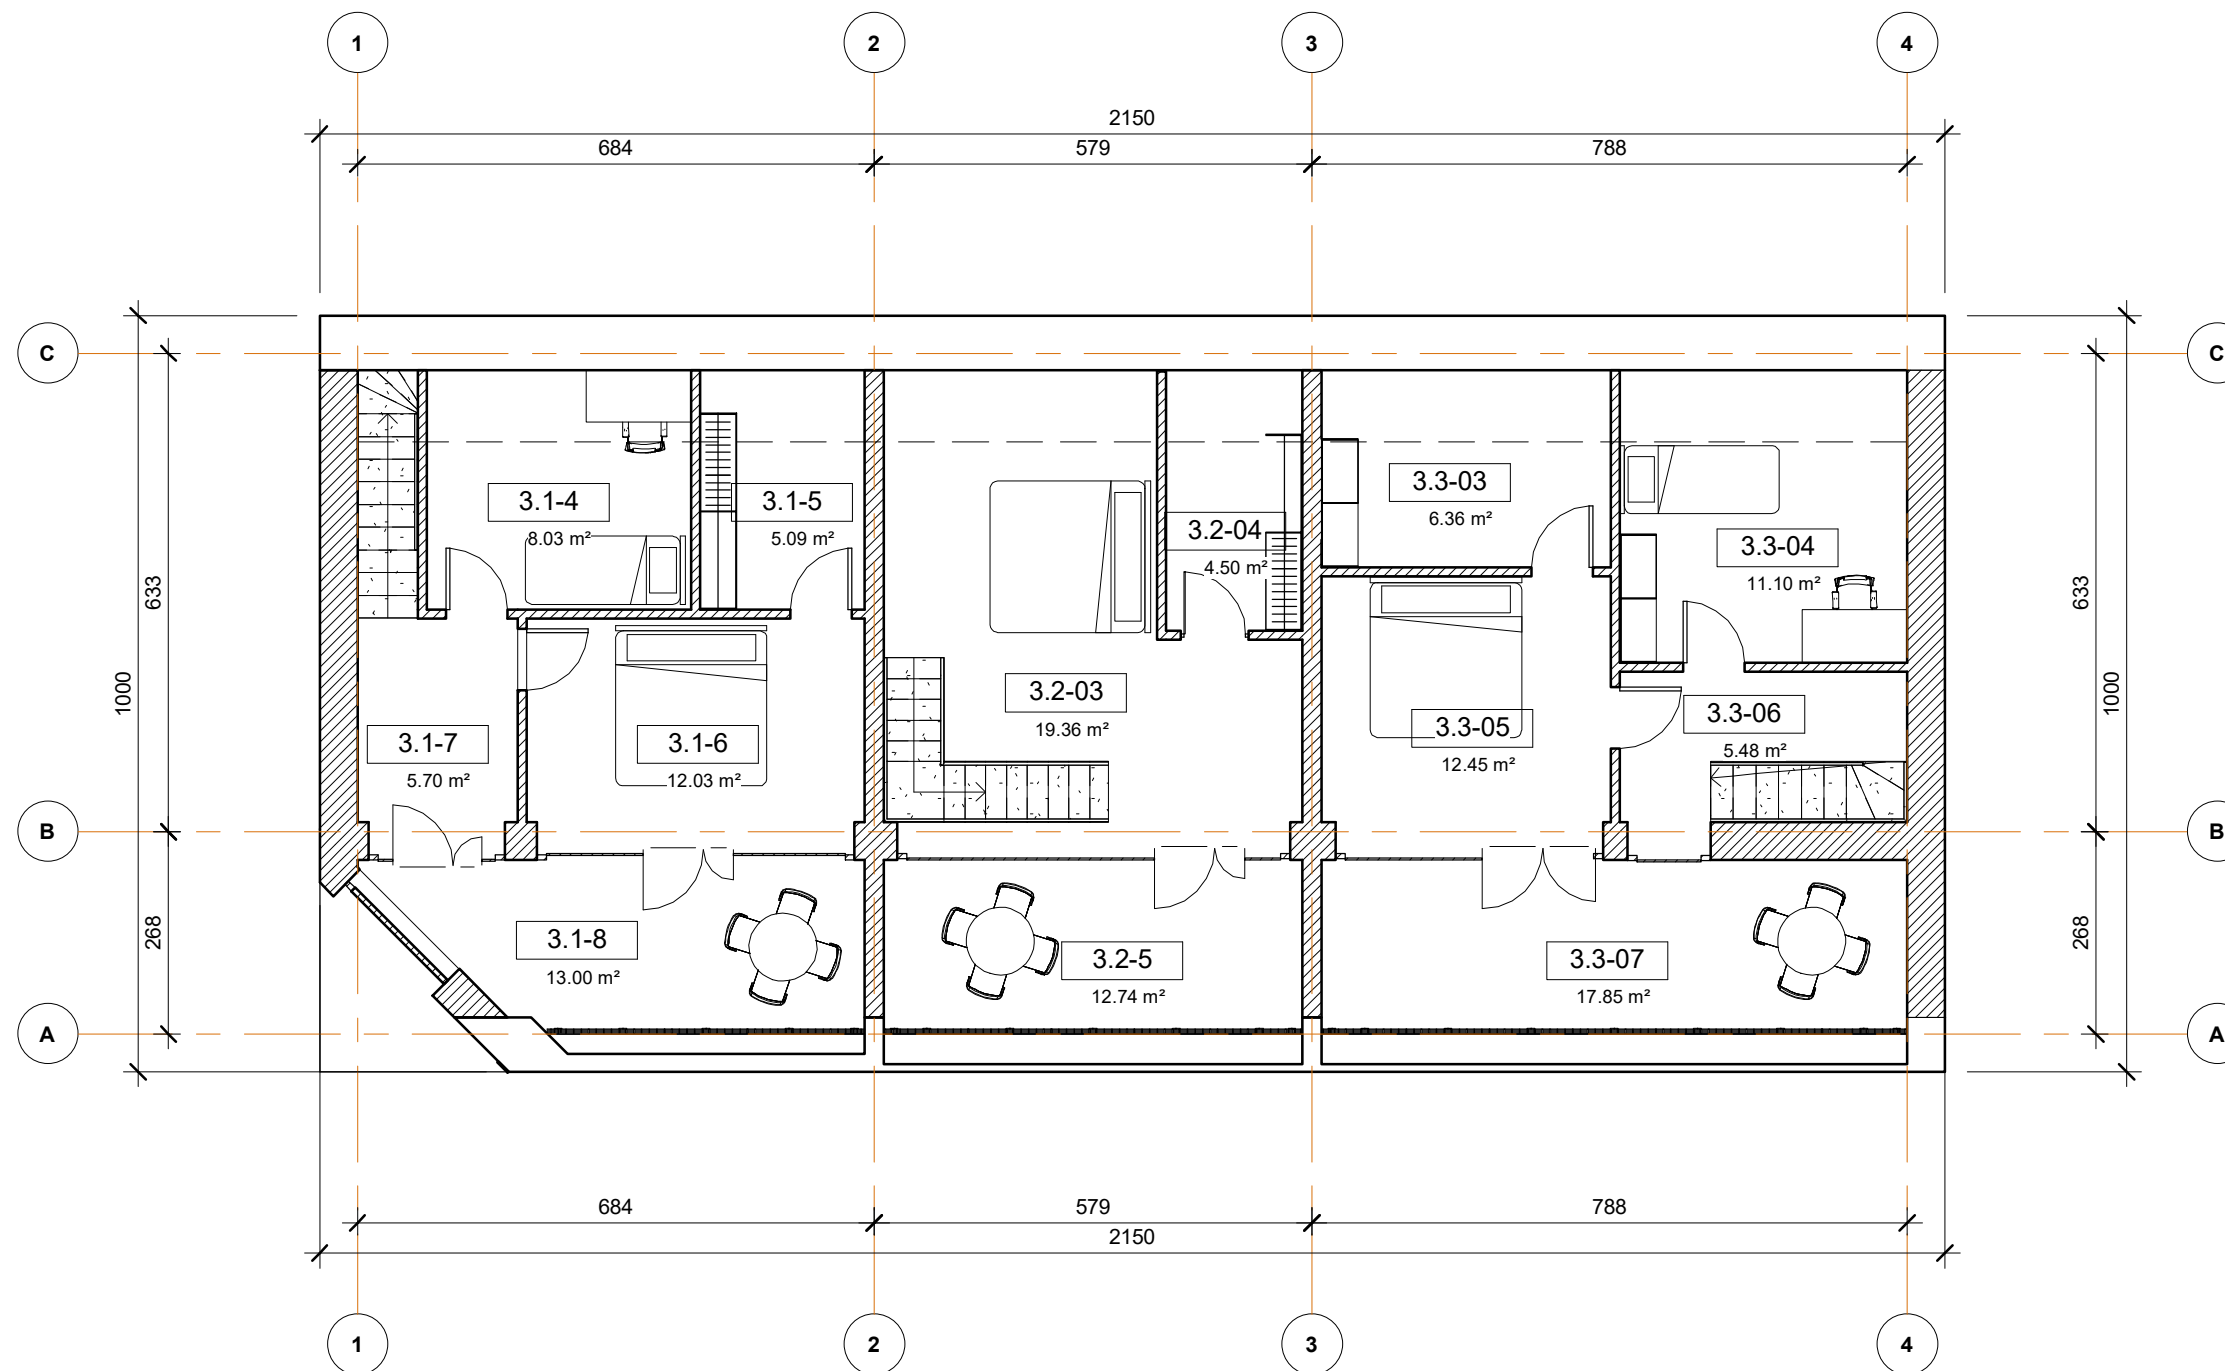 1 2 3 4
2150
684 579 788
C C
3.1-4
8.03 m²
3.1-5
5.09 m²
3.2-04
4.50 m²
3.3-03
6.36 m²
3.3-04
11.10 m²
633 633
1000 1000
3.1-7
5.70 m²
3.1-6
12.03 m²
3.2-03
19.36 m²
3.3-05
12.45 m²
3.3-06
5.48 m²
B B
268 268
3.1-8
13.00 m²
3.2-5
12.74 m²
3.3-07
17.85 m²
A A
684 579 788
2150
1 2 3 4